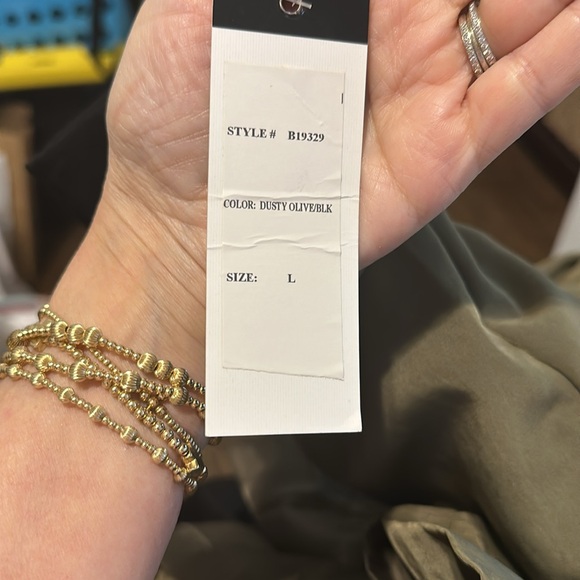 STYLE # B19329
COLOR: DUSTY OLIVE/BLK
SIZE: L